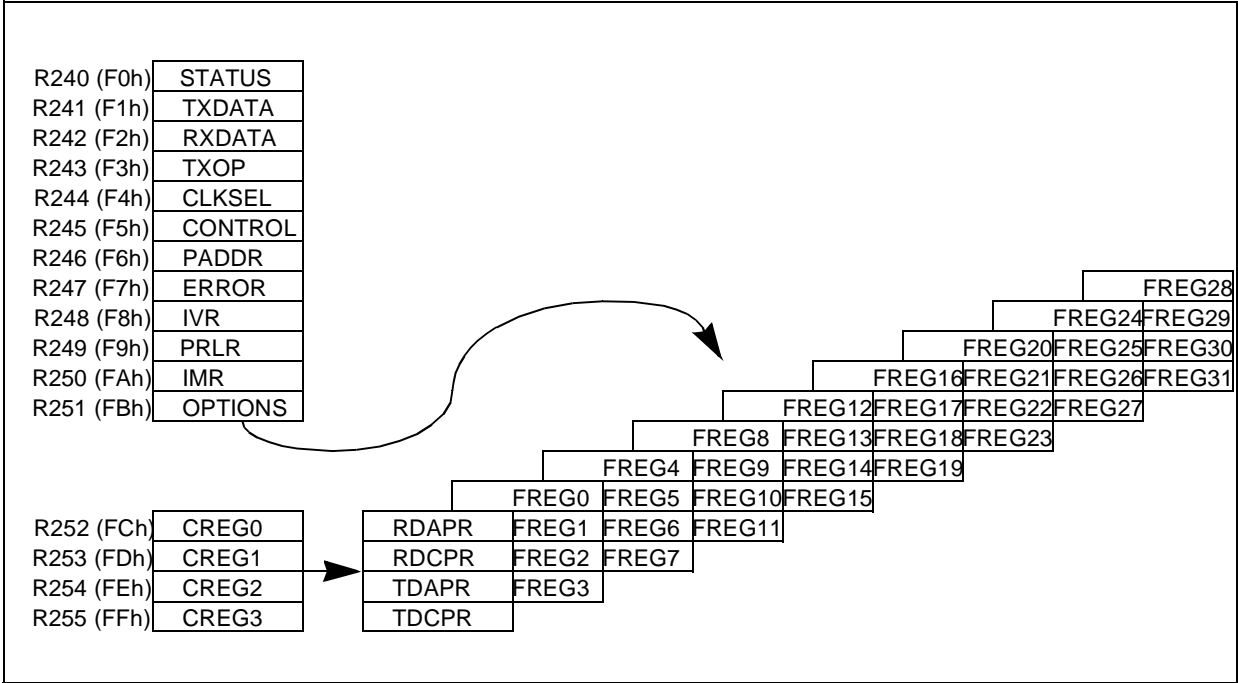 R240 (F0h) STATUS
R241 (F1h) TXDATA
R242 (F2h) RXDATA
R243 (F3h) TXOP
R244 (F4h) CLKSEL
R245 (F5h) CONTROL
R246 (F6h) PADDR
R247 (F7h) ERROR FREG28
R248 (F8h) IVR FREG24 FREG29
R249 (F9h) PRLR FREG20 FREG25 FREG30
R250 (FAh) IMR FREG16 FREG21 FREG26 FREG31
R251 (FBh) OPTIONS FREG12 FREG17 FREG22 FREG27
FREG8 FREG13 FREG18 FREG23
FREG4 FREG9 FREG14 FREG19
FREG0 FREG5 FREG10 FREG15
R252 (FCh) CREG0 RDAPR FREG1 FREG6 FREG11
R253 (FDh) CREG1 RDCPR FREG2 FREG7
R254 (FEh) CREG2 TDAPR FREG3
R255 (FFh) CREG3 TDCPR